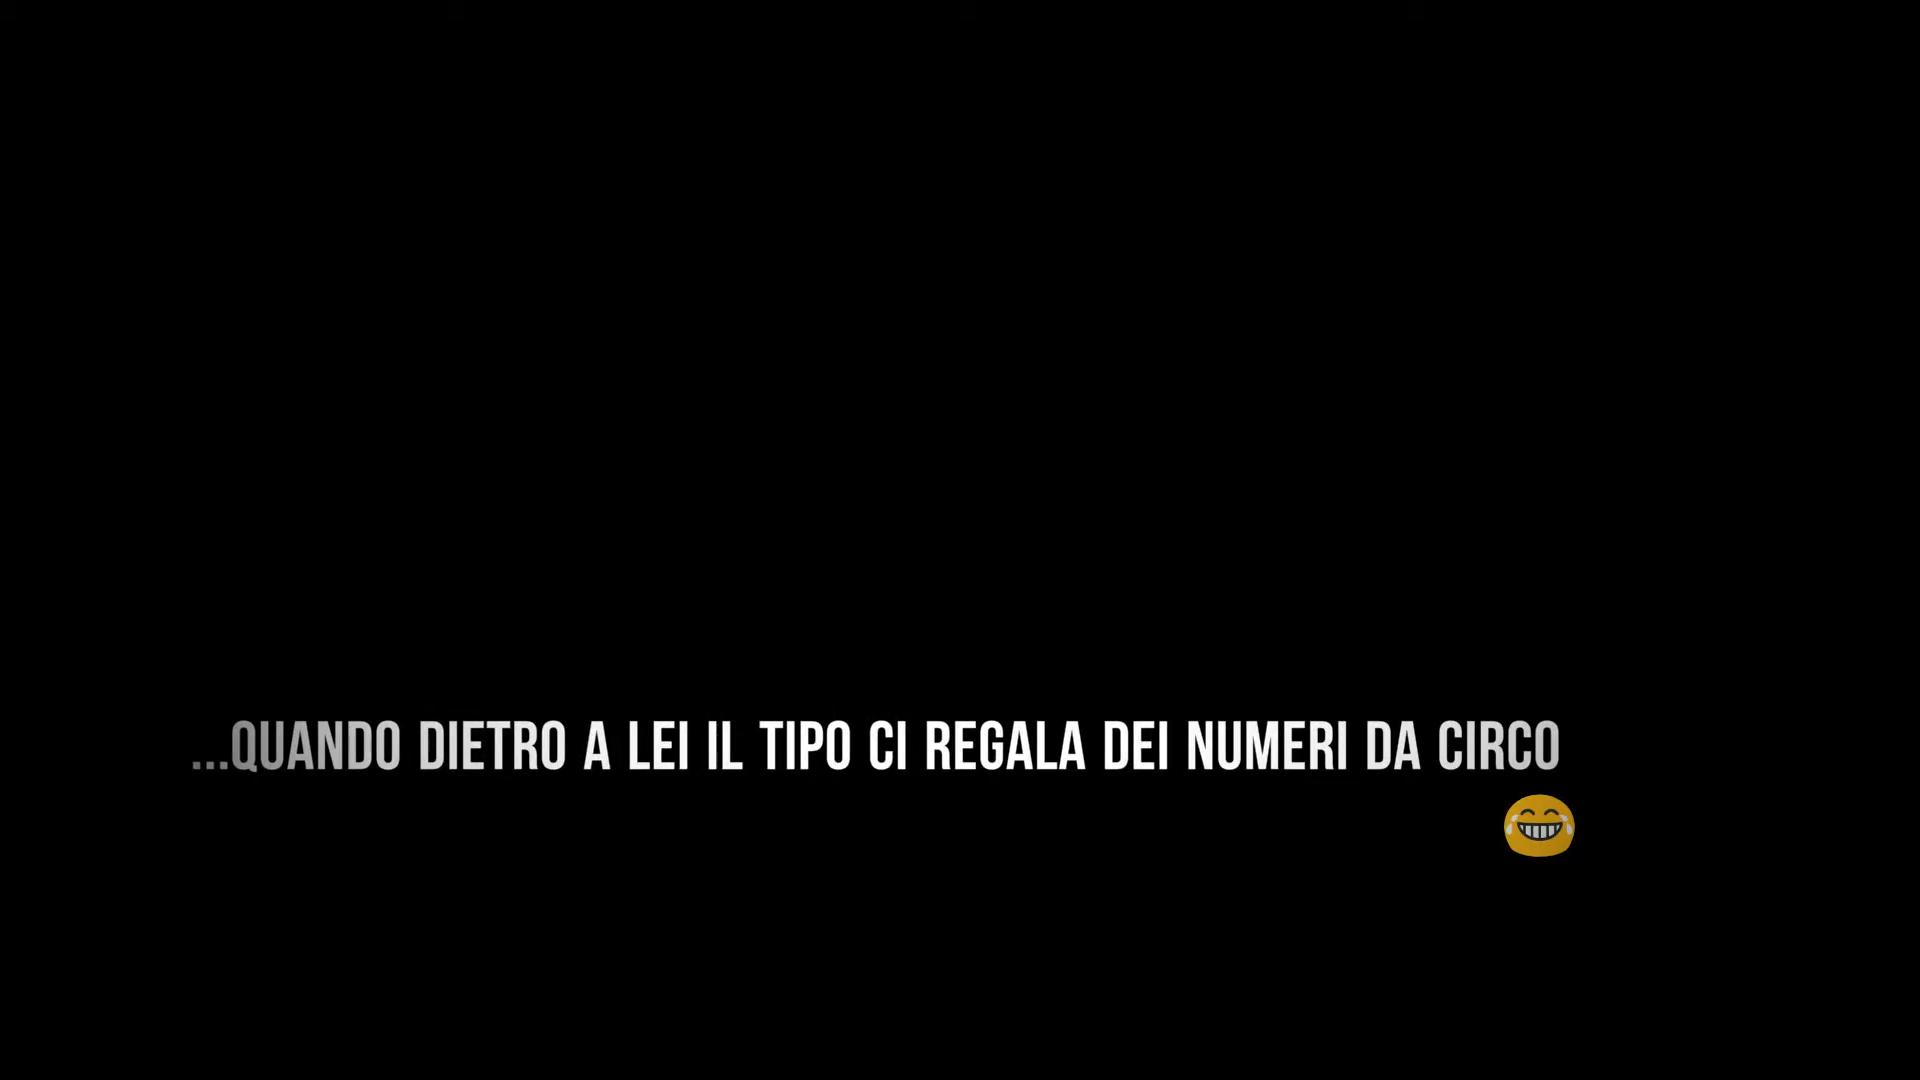 ...QUANDO DIETRO A LEI IL TIPO CI REGALA DEI NUMERI DA CIRCO
😂